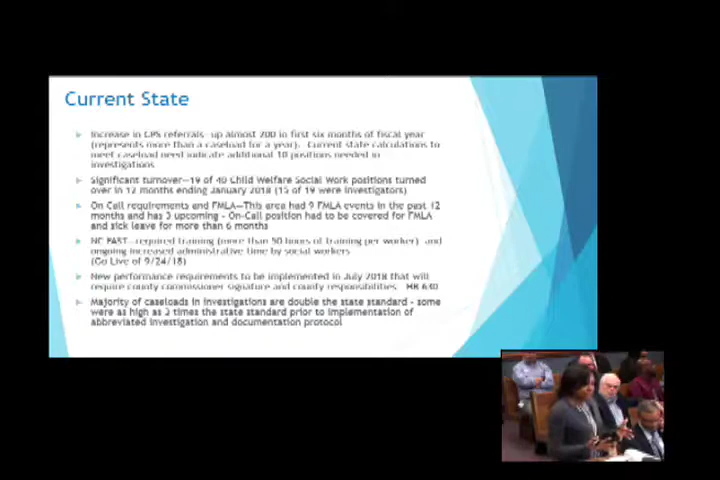 Current State
Increase in CPS referrals—up almost 200 in first six months of fiscal year
(represents more than a caseload for a year). Current state calculations to
meet caseload need indicate additional 10 positions needed in
investigations
Significant turnover—19 of 40 Child Welfare Social Work positions turned
over in 12 months ending January 2018 (15 of 19 were investigators)
On Call requirements and FMLA—This area had 9 FMLA events in the past 12
months and has 3 upcoming - On-Call position had to be covered for FMLA
and sick leave for more than 6 months
NC FAST—required training (more than 50 hours of training per worker) and
ongoing increased administrative time by social workers
(Go Live of 9/24/18)
New performance requirements to be implemented in July 2018 that will
require county commissioner signature and county responsibilities - HB 630
Majority of caseloads in investigations are double the state standard - some
were as high as 3 times the state standard prior to implementation of
abbreviated investigation and documentation protocol